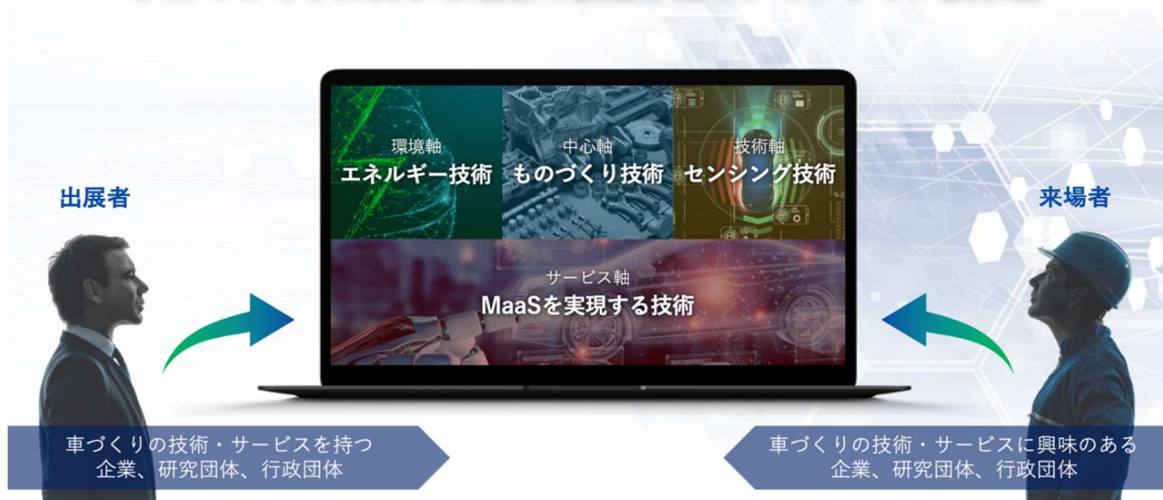 環境軸
エネルギー技術
中心軸
ものづくり技術
技術軸
センシング技術
出展者
来場者
サービス軸
MaaSを実現する技術
車づくりの技術・サービスを持つ
企業、研究団体、行政団体
車づくりの技術・サービスに興味のある
企業、研究団体、行政団体